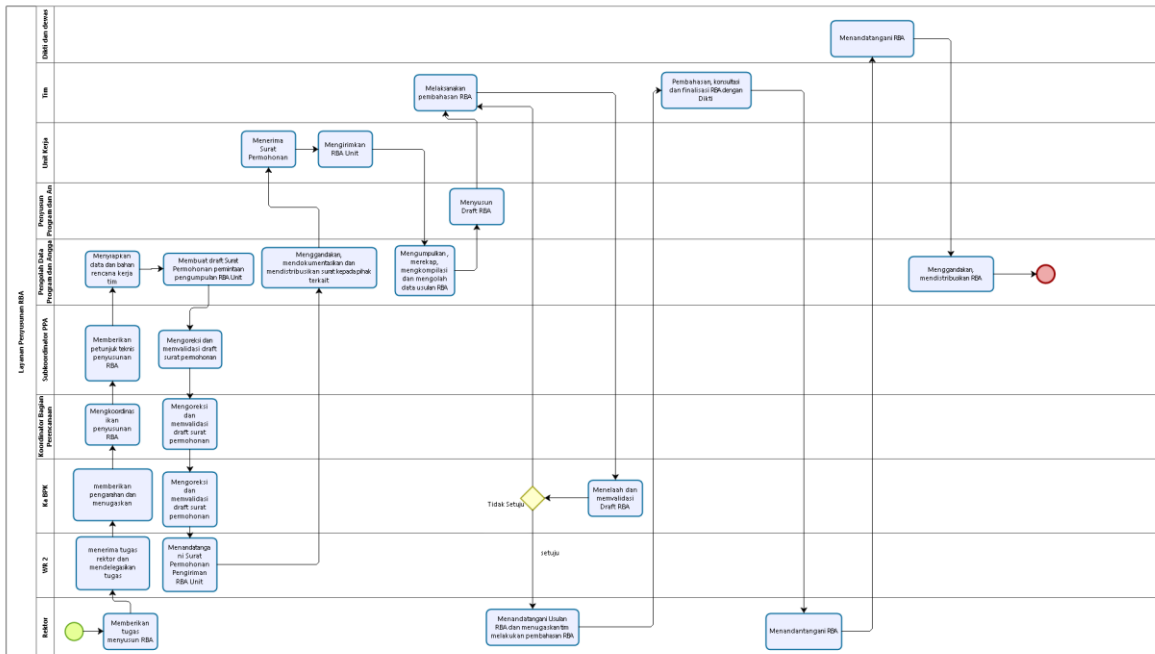 Layanan Penyusunan RBA
Dikti dan dewas
Menandatangani RBA
Tim
Melaksanakan
pembahasan RBA
Pembahasan, konsultasi
dan finalisasi RBA dengan
Dikti
Unit Kerja
Menerima
Surat
Permohonan
Mengirimkan
RBA Unit
Penyusun
Program dan An
Menyusun
Draft RBA
Pengolah Data
Program dan Angga
Menyiapkan
data dan bahan
rencana kerja
tim
Membuat draft Surat
Permohonan permintaan
pengumpulan RBA Unit
Menggandakan,
mendokumentasikan dan
mendistribusikan surat kepada pihak
terkait
Mengumpulkan ,
merekap,
mengkompilasi
dan mengolah
data usulan RBA
Menggandakan,
mendistribusikan RBA
Subkoordinator PPA
Memberikan
petunjuk teknis
penyusunan
RBA
Mengoreksi dan
memvalidasi draft
surat permohonan
Koordinator Bagian
Perencanaan
Mengkoordinas
ikan
penyusunan
RBA
Mengoreksi
dan
memvalidasi
draft surat
permohonan
Ka BPK
memberikan
pengarahan dan
menugaskan
Mengoreksi
dan
memvalidasi
draft surat
permohonan
Tidak Setuju
Menelaah dan
memvalidasi
Draft RBA
WR 2
menerima tugas
rektor dan
mendelegasikan
tugas
Menandatanga
ni Surat
Permohonan
Pengiriman
RBA Unit
setuju
Rektor
Memberikan
tugas
menyusun RBA
Menandatangani Usulan
RBA dan menugaskan tim
melakukan pembahasan RBA
Menandantangani RBA